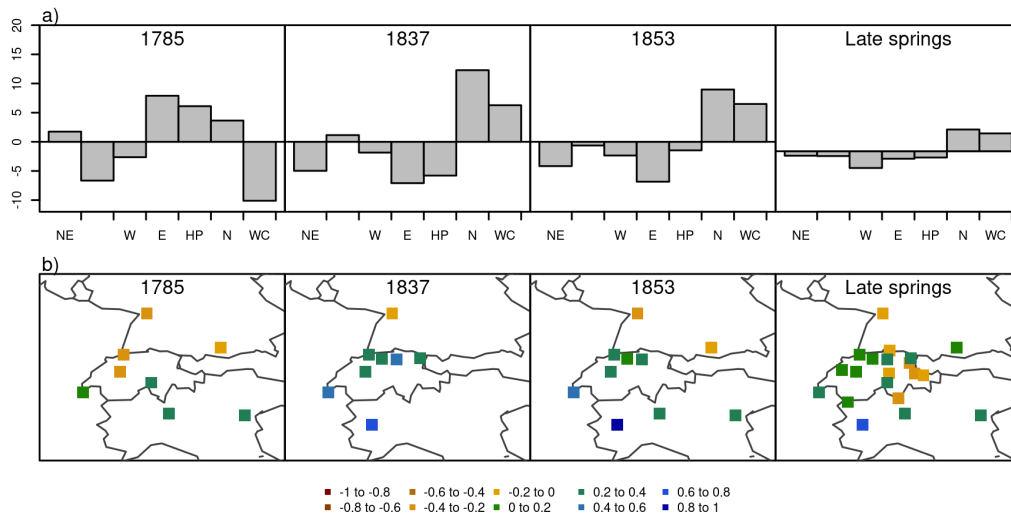 a)
1785 1837 1853 Late springs
20
15
10
5
0
-5
-10
NE W E HP N WC NE W E HP N WC NE W E HP N WC NE W E HP N WC
b)
1785 1837 1853 Late springs
-1 to -0.8 -0.6 to -0.4 -0.2 to 0 0.2 to 0.4 0.6 to 0.8
-0.8 to -0.6 -0.4 to -0.2 0 to 0.2 0.4 to 0.6 0.8 to 1